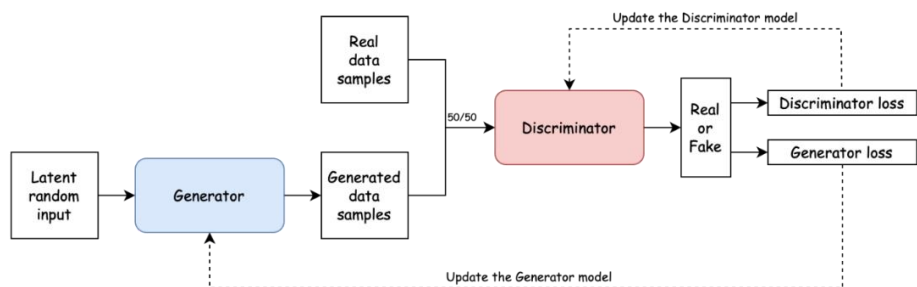 Update the Discriminator model
Real
data
samples
50/50
Discriminator
Real
or
Fake
Discriminator loss
Generator loss
Latent
random
input
Generator
Generated
data
samples
Update the Generator model